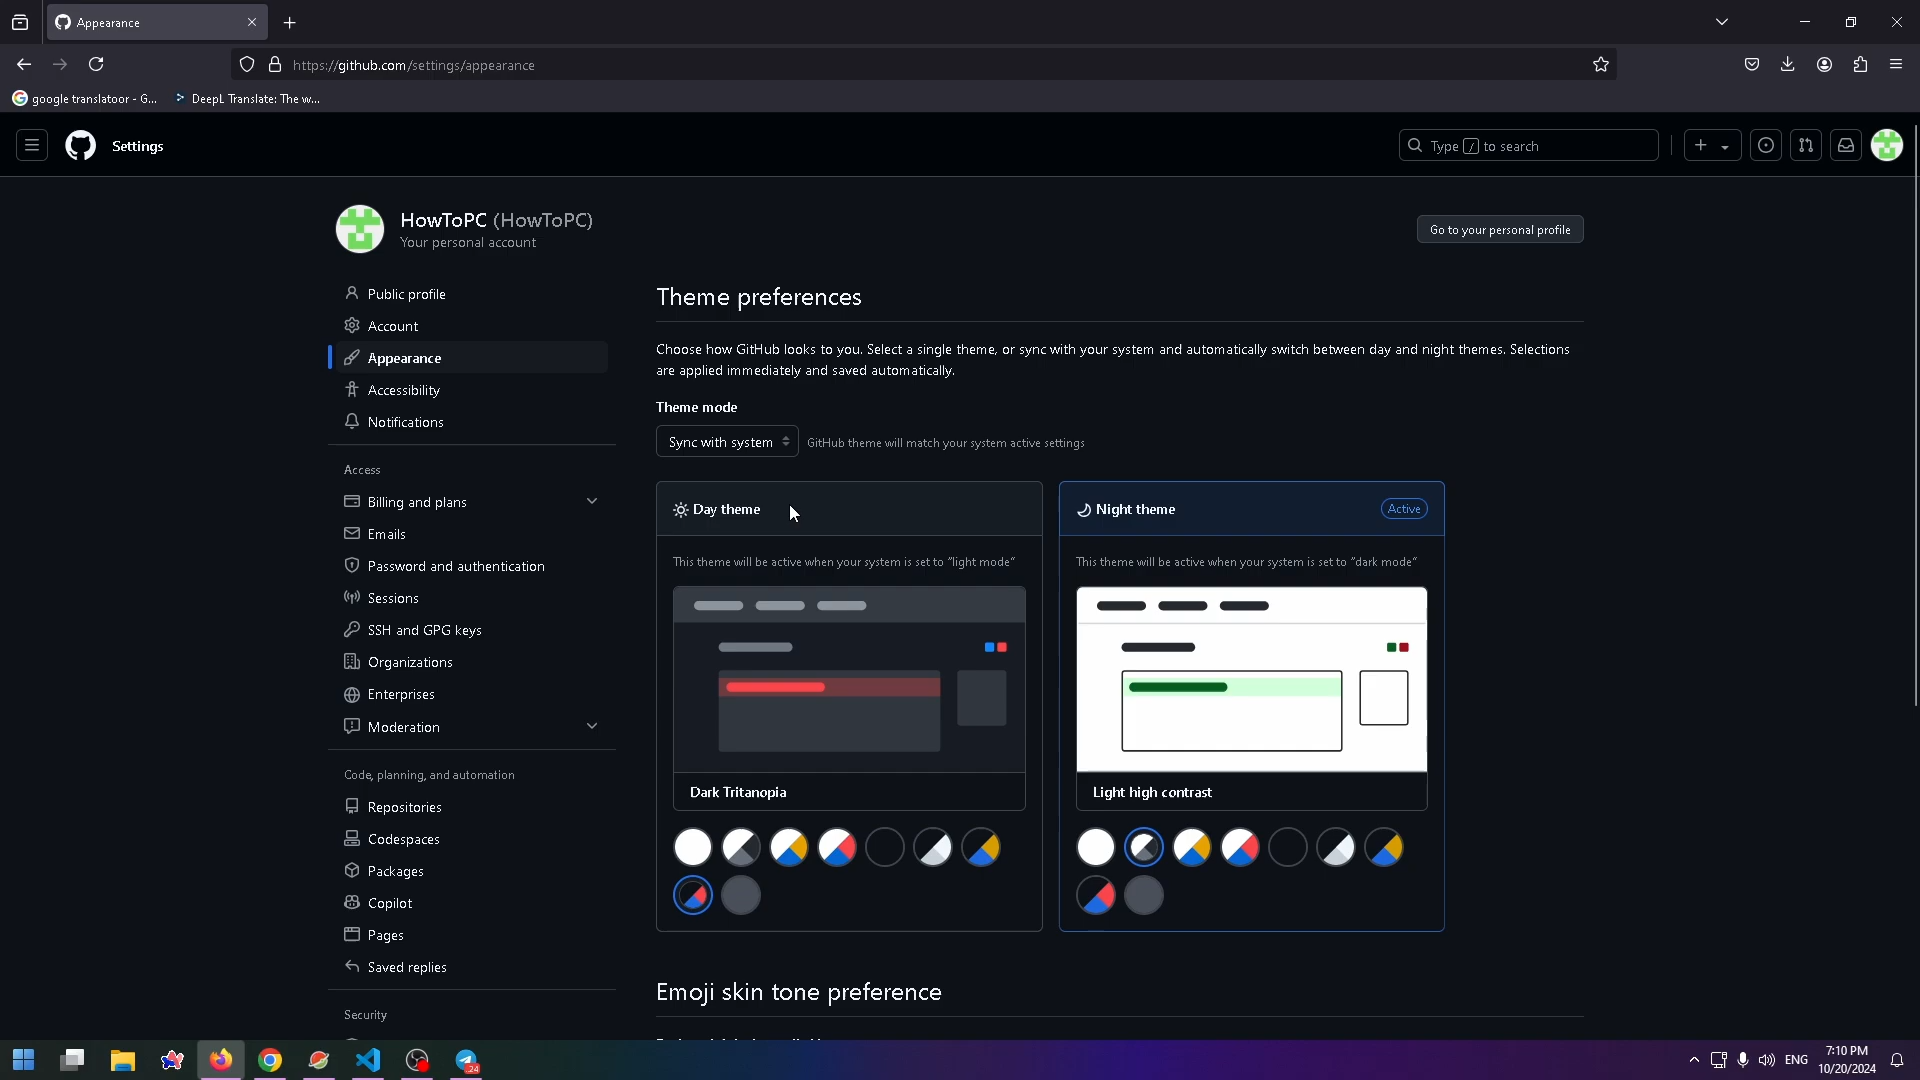 Appearance
https://github.com/settings/appearance
google translatoor - G...
DeepL Translate: The w...
Settings
Type / to search
HowToPC (HowToPC)
Your personal account
Go to your personal profile
Public profile
Account
Appearance
Accessibility
Notifications
Access
Billing and plans
Emails
Password and authentication
Sessions
SSH and GPG keys
Organizations
Enterprises
Moderation
Code, planning, and automation
Repositories
Codespaces
Packages
Copilot
Pages
Saved replies
Security
Theme preferences
Choose how GitHub looks to you. Select a single theme, or sync with your system and automatically switch between day and night themes. Selections
are applied immediately and saved automatically.
Theme mode
Sync with system
GitHub theme will match your system active settings
Day theme
This theme will be active when your system is set to "light mode"
Dark Tritanopia
Night theme
Active
This theme will be active when your system is set to "dark mode"
Light high contrast
Emoji skin tone preference
24
ENG
7:10 PM
10/20/2024